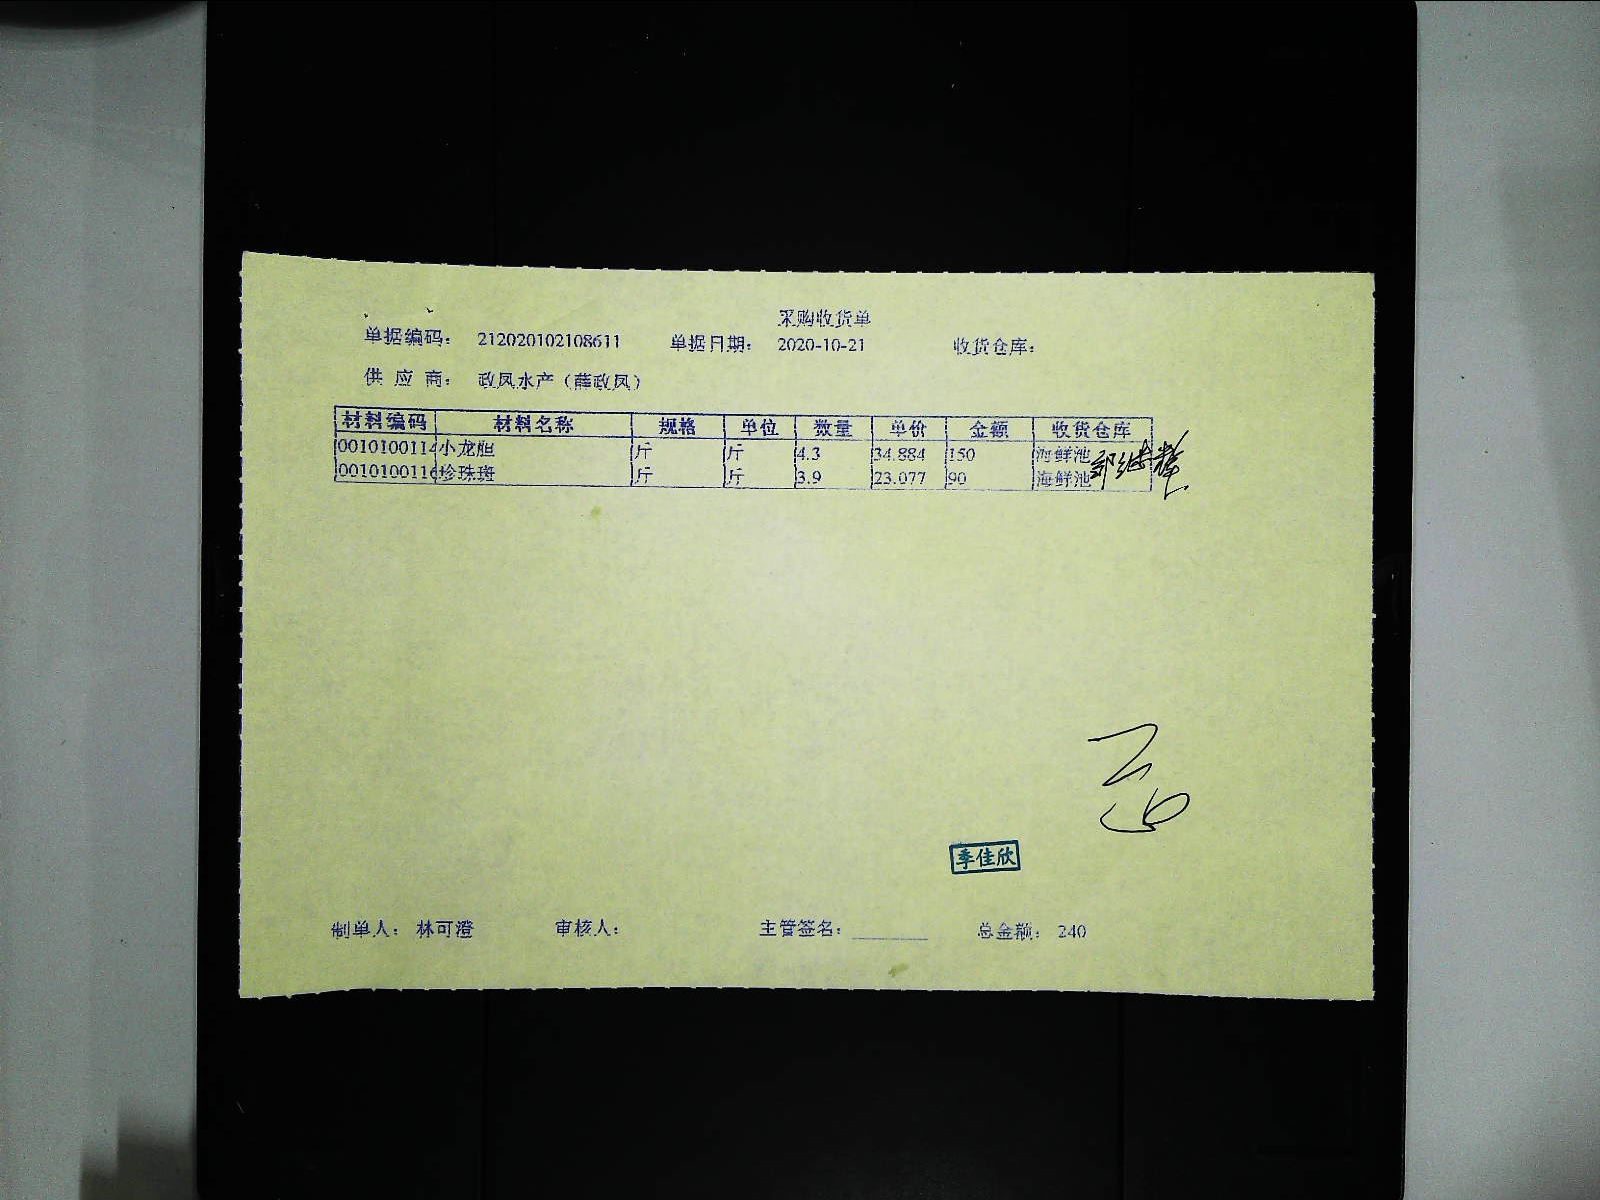 采购收货单
单据编码： 212020102108611 单据日期： 2020-10-21 收货仓库：
供 应 商： 政凤水产（薛政凤）
材料编码 材料名称 规格 单位 数量 单价 金额 收货仓库
0010100114 小龙胆 斤 斤 4.3 34.884 150 海鲜池
001010011 珍珠斑 斤 斤 3.9 23.077 90 海鲜池
季佳欣
制单人： 林可澄 审核人： 主管签名： 总金额： 240